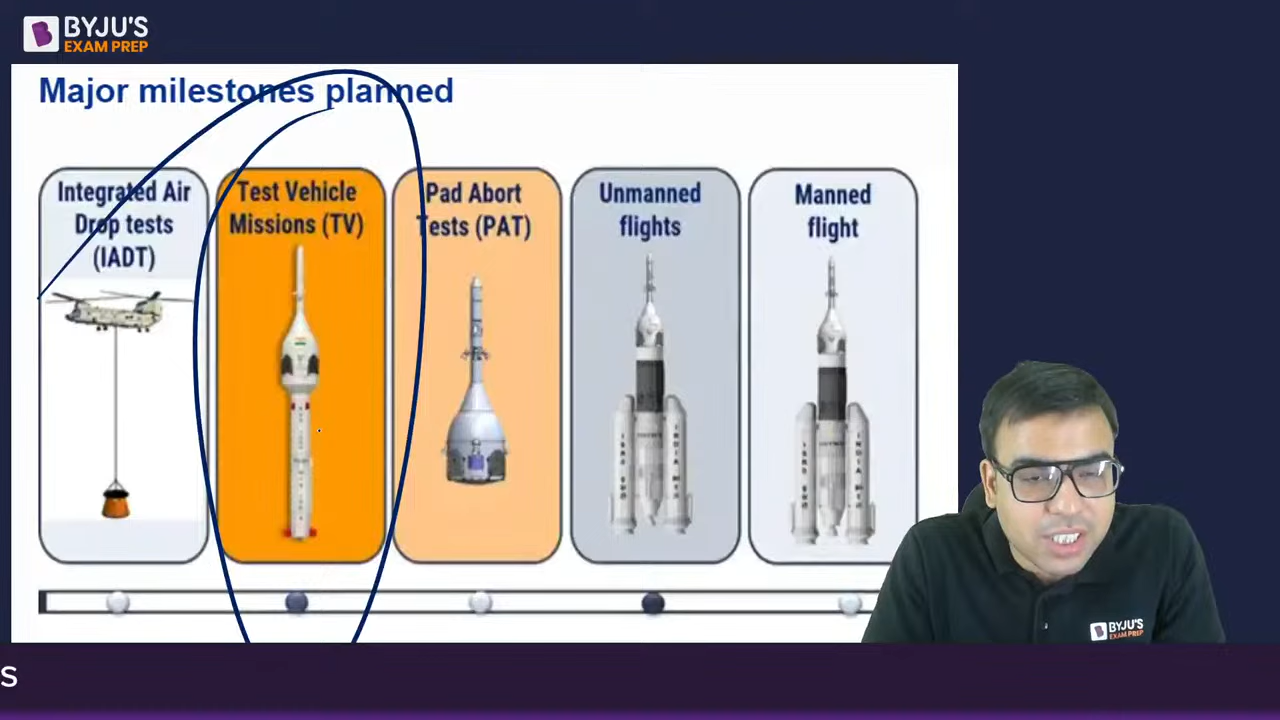 BYJU'S
EXAM PREP
Major milestones planned
Integrated Air
Drop tests
(IADT)
Test Vehicle
Missions (TV)
Pad Abort
Tests (PAT)
Unmanned
flights
Manned
flight
BYJU'S
EXAM PREP
S